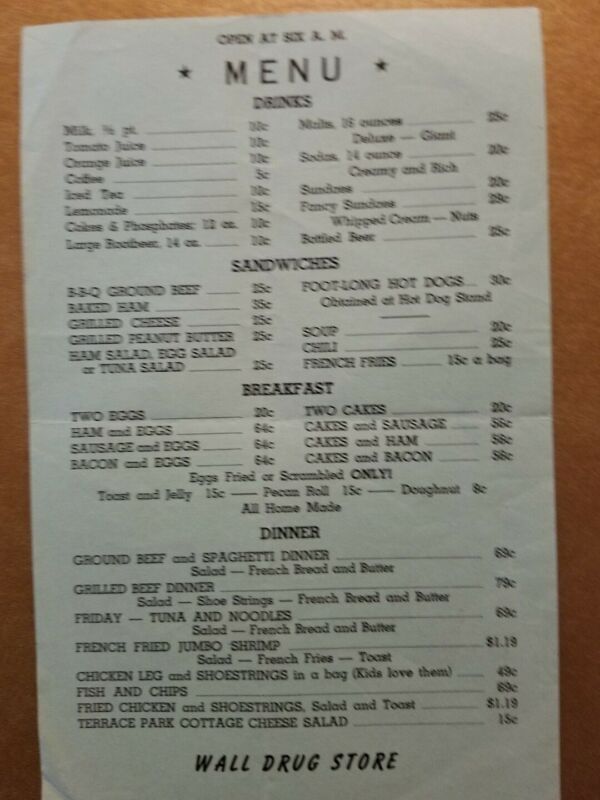 OPEN AT SIX A. M.
★ MENU ★
DRINKS
Milk, ½ pt. 10c
Tomato Juice 10c
Orange Juice 10c
Coffee 5c
Iced Tea 10c
Lemonade 15c
Cokes & Phosphates, 12 oz. 10c
Large Rootbeer, 14 oz. 10c
Malts, 18 ounces 25c
Deluxe — Giant
Sodas, 14 ounce 20c
Creamy and Rich
Sundaes 20c
Fancy Sundaes 29c
Whipped Cream — Nuts
Bottled Beer 25c
SANDWICHES
B-B-Q GROUND BEEF 25c
BAKED HAM 35c
GRILLED CHEESE 25c
GRILLED PEANUT BUTTER 25c
HAM SALAD, EGG SALAD
or TUNA SALAD 25c
FOOT-LONG HOT DOGS 30c
Obtained at Hot Dog Stand
SOUP 20c
CHILI 25c
FRENCH FRIES 15c a bag
BREAKFAST
TWO EGGS 20c
HAM and EGGS 64c
SAUSAGE and EGGS 64c
BACON and EGGS 64c
TWO CAKES 20c
CAKES and SAUSAGE 56c
CAKES and HAM 56c
CAKES and BACON 56c
Eggs Fried or Scrambled ONLY!
Toast and Jelly 15c — Pecan Roll 15c — Doughnut 8c
All Home Made
DINNER
GROUND BEEF and SPAGHETTI DINNER 69c
Salad — French Bread and Butter
GRILLED BEEF DINNER 79c
Salad — Shoe Strings — French Bread and Butter
FRIDAY — TUNA AND NOODLES 69c
Salad — French Bread and Butter
FRENCH FRIED JUMBO SHRIMP $1.19
Salad — French Fries — Toast
CHICKEN LEG and SHOESTRINGS in a bag (Kids love them) 49c
FISH AND CHIPS 69c
FRIED CHICKEN and SHOESTRINGS, Salad and Toast $1.19
TERRACE PARK COTTAGE CHEESE SALAD 15c
WALL DRUG STORE